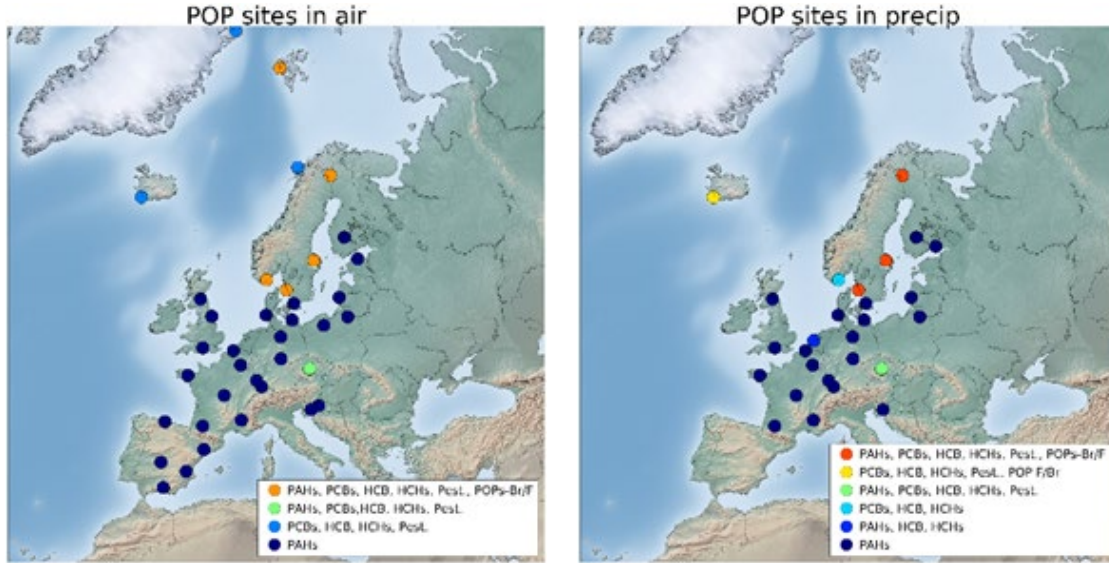 POP sites in air
PAHs, PCBs, HCB, HCHs, Pest., POPs-Br/F
PAHs, PCBs,HCB, HCHs, Pest.
PCBs, HCB, HCHs, Pest.
PAHs
POP sites in precip
PAHs, PCBs, HCB, HCHs, Pest., POPs-Br/F
PCBs, HCB, HCHs, Pest., POP F/Br
PAHs, PCBs, HCB, HCHs, Pest.
PCBs, HCB, HCHs
PAHs, HCB, HCHs
PAHs